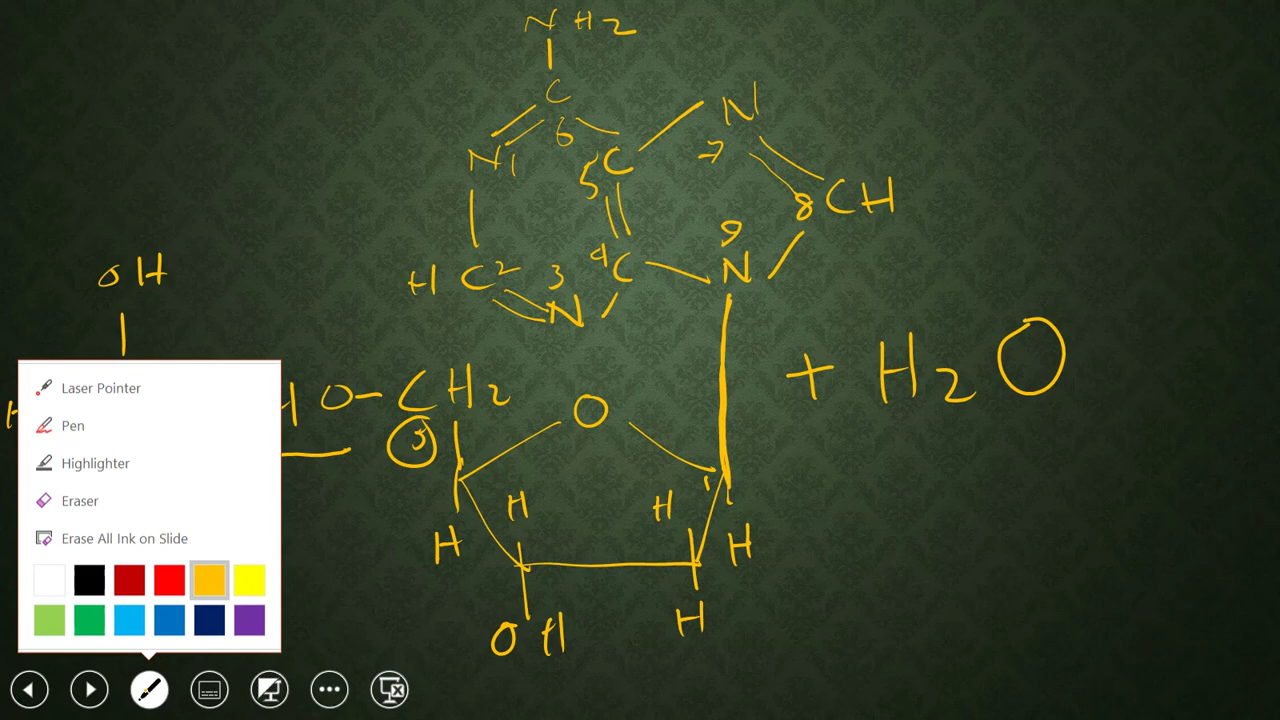 NH2
C
6
N1
5C
N
7
8CH
9
N
HC2
3
N
4C
OH
+ H2O
HO-CH2
5
O
H
H
H
H
OH
H
Laser Pointer
Pen
Highlighter
Eraser
Erase All Ink on Slide